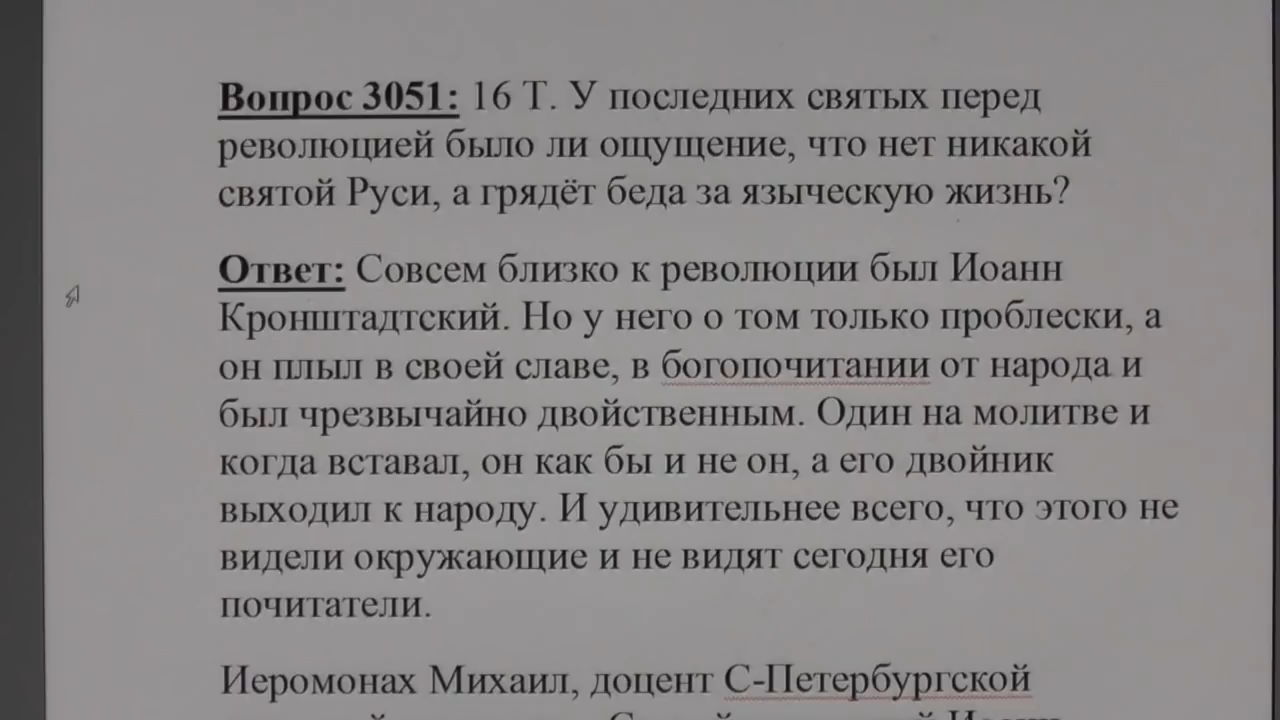 Вопрос 3051: 16 Т. У последних святых перед
революцией было ли ощущение, что нет никакой
святой Руси, а грядёт беда за языческую жизнь?
Ответ: Совсем близко к революции был Иоанн
Кронштадтский. Но у него о том только проблески, а
он плыл в своей славе, в богопочитании от народа и
был чрезвычайно двойственным. Один на молитве и
когда вставал, он как бы и не он, а его двойник
выходил к народу. И удивительнее всего, что этого не
видели окружающие и не видят сегодня его
почитатели.
Иеромонах Михаил, доцент С-Петербургской